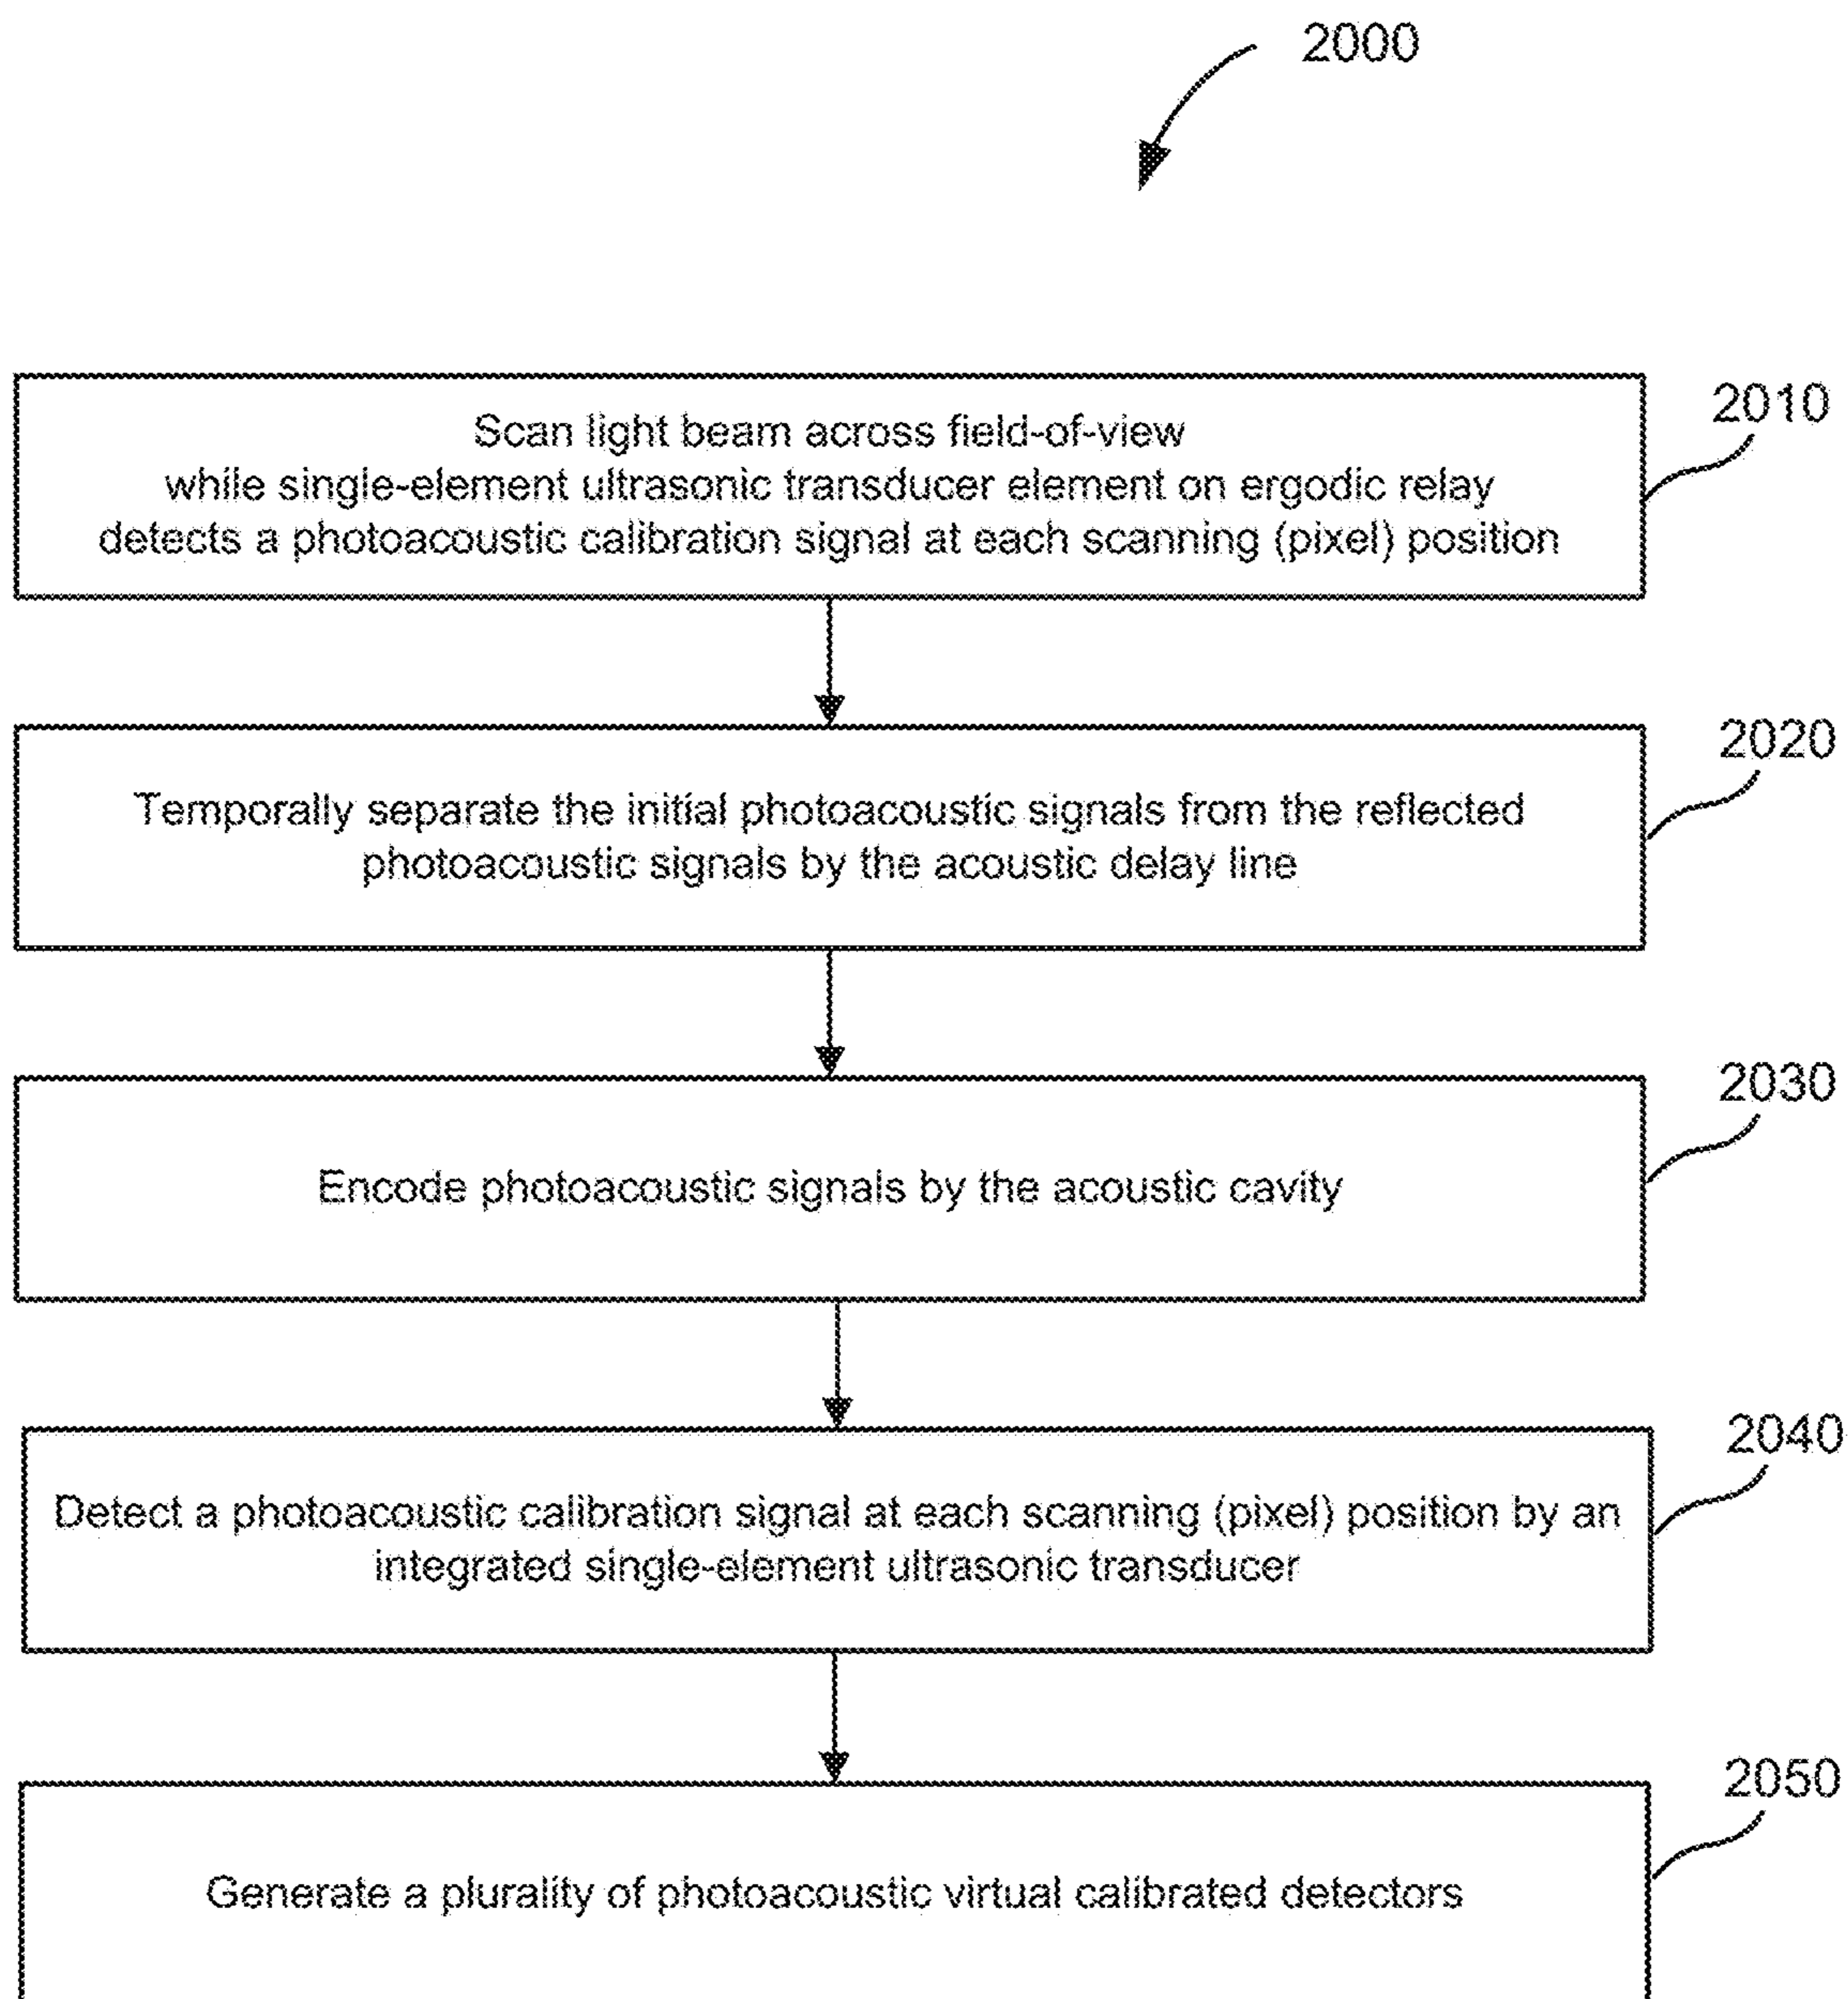 2000
2010
Scan light beam across field-of-view
while single-element ultrasonic transducer element on ergodic relay
detects a photoacoustic calibration signal at each scanning (pixel) position
2020
Temporally separate the initial photoacoustic signals from the reflected
photoacoustic signals by the acoustic delay line
2030
Encode photoacoustic signals by the acoustic cavity
2040
Detect a photoacoustic calibration signal at each scanning (pixel) position by an
integrated single-element ultrasonic transducer
2050
Generate a plurality of photoacoustic virtual calibrated detectors